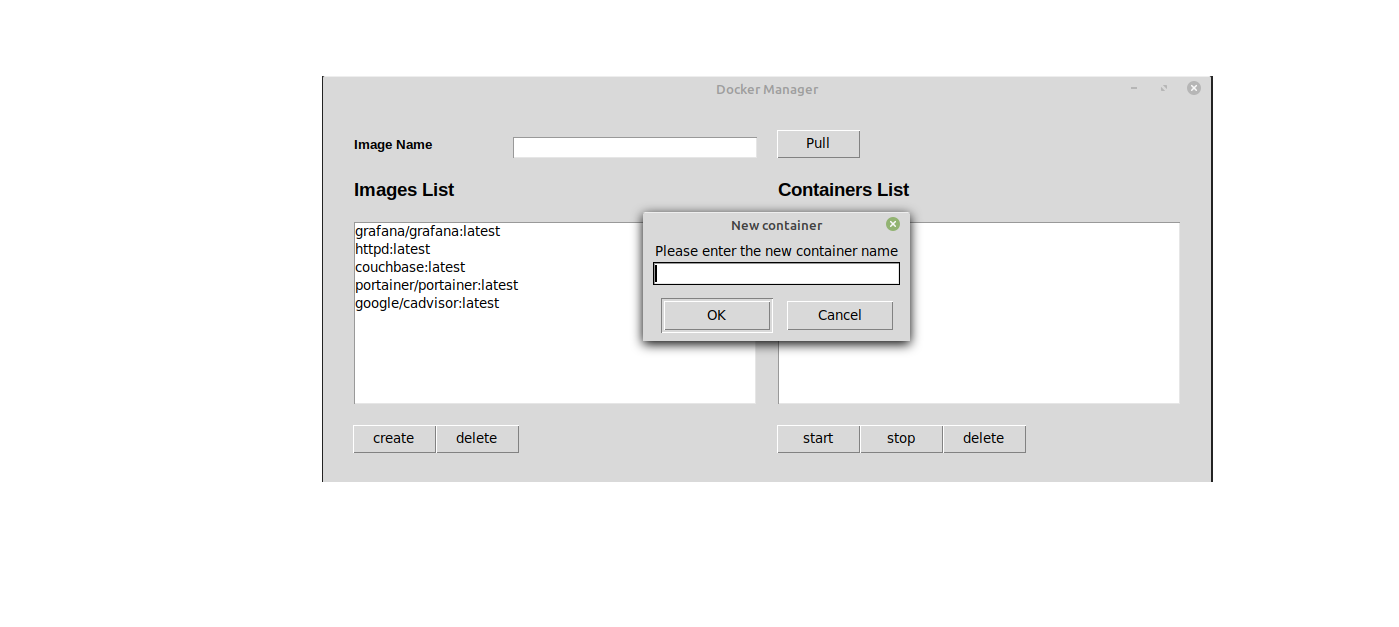 Docker Manager
Image Name
Pull
Images List
Containers List
grafana/grafana:latest
httpd:latest
couchbase:latest
portainer/portainer:latest
google/cadvisor:latest
New container
Please enter the new container name
OK Cancel
create delete
start stop delete